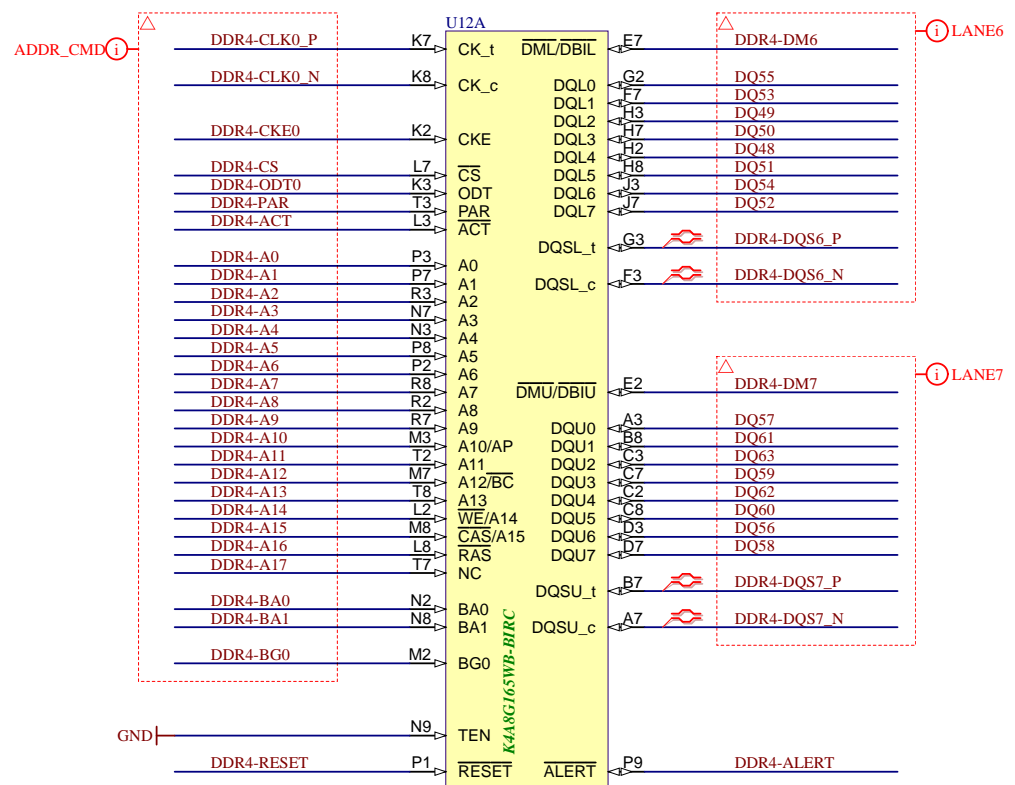 U12A
ADDR_CMD i
DDR4-CLK0_P K7 CK_t DML/DBIL E7 DDR4-DM6 i LANE6
DDR4-CLK0_N K8 CK_c DQL0 G2 DQ55
DQL1 F7 DQ53
DQL2 H3 DQ49
DDR4-CKE0 K2 CKE DQL3 H7 DQ50
DQL4 H2 DQ48
DDR4-CS L7 CS DQL5 H8 DQ51
DDR4-ODT0 K3 ODT DQL6 J3 DQ54
DDR4-PAR T3 PAR DQL7 J7 DQ52
DDR4-ACT L3 ACT
DQSL_t G3 DDR4-DQS6_P
DDR4-A0 P3 A0
DDR4-A1 P7 A1 DQSL_c F3 DDR4-DQS6_N
DDR4-A2 R3 A2
DDR4-A3 N7 A3
DDR4-A4 N3 A4
DDR4-A5 P8 A5
DDR4-A6 P2 A6 i LANE7
DDR4-A7 R8 A7 DMU/DBIU E2 DDR4-DM7
DDR4-A8 R2 A8
DDR4-A9 R7 A9 DQU0 A3 DQ57
DDR4-A10 M3 A10/AP DQU1 B8 DQ61
DDR4-A11 T2 A11 DQU2 C3 DQ63
DDR4-A12 M7 A12/BC DQU3 C7 DQ59
DDR4-A13 T8 A13 DQU4 C2 DQ62
DDR4-A14 L2 WE/A14 DQU5 C8 DQ60
DDR4-A15 M8 CAS/A15 DQU6 D3 DQ56
DDR4-A16 L8 RAS DQU7 D7 DQ58
DDR4-A17 T7 NC
DQSU_t B7 DDR4-DQS7_P
DDR4-BA0 N2 BA0
DDR4-BA1 N8 BA1 DQSU_c A7 DDR4-DQS7_N
DDR4-BG0 M2 BG0
K4A8G165WB-BIRC
GND N9 TEN
DDR4-RESET P1 RESET ALERT P9 DDR4-ALERT